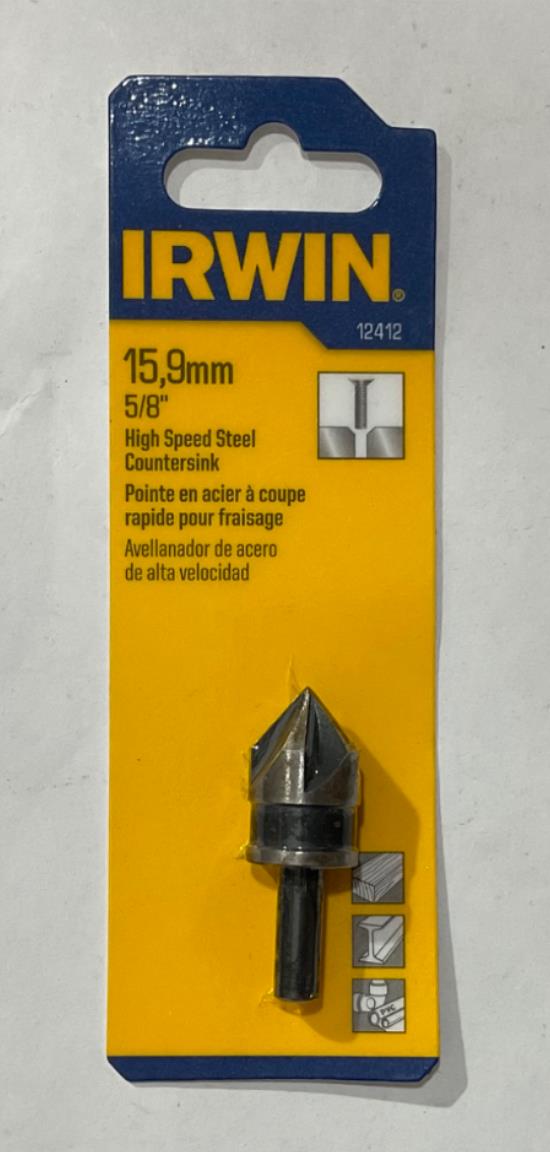 IRWIN®
12412
15,9mm
5/8"
High Speed Steel
Countersink
Pointe en acier à coupe
rapide pour fraisage
Avellanador de acero
de alta velocidad
PVC